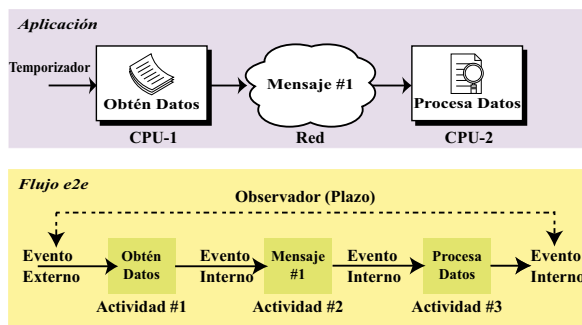 Aplicación
Temporizador
Obtén Datos
Mensaje #1
Procesa Datos
CPU-1
Red
CPU-2
Flujo e2e
Observador (Plazo)
Evento
Externo
Obtén
Datos
Evento
Interno
Mensaje
#1
Evento
Interno
Procesa
Datos
Evento
Interno
Actividad #1
Actividad #2
Actividad #3